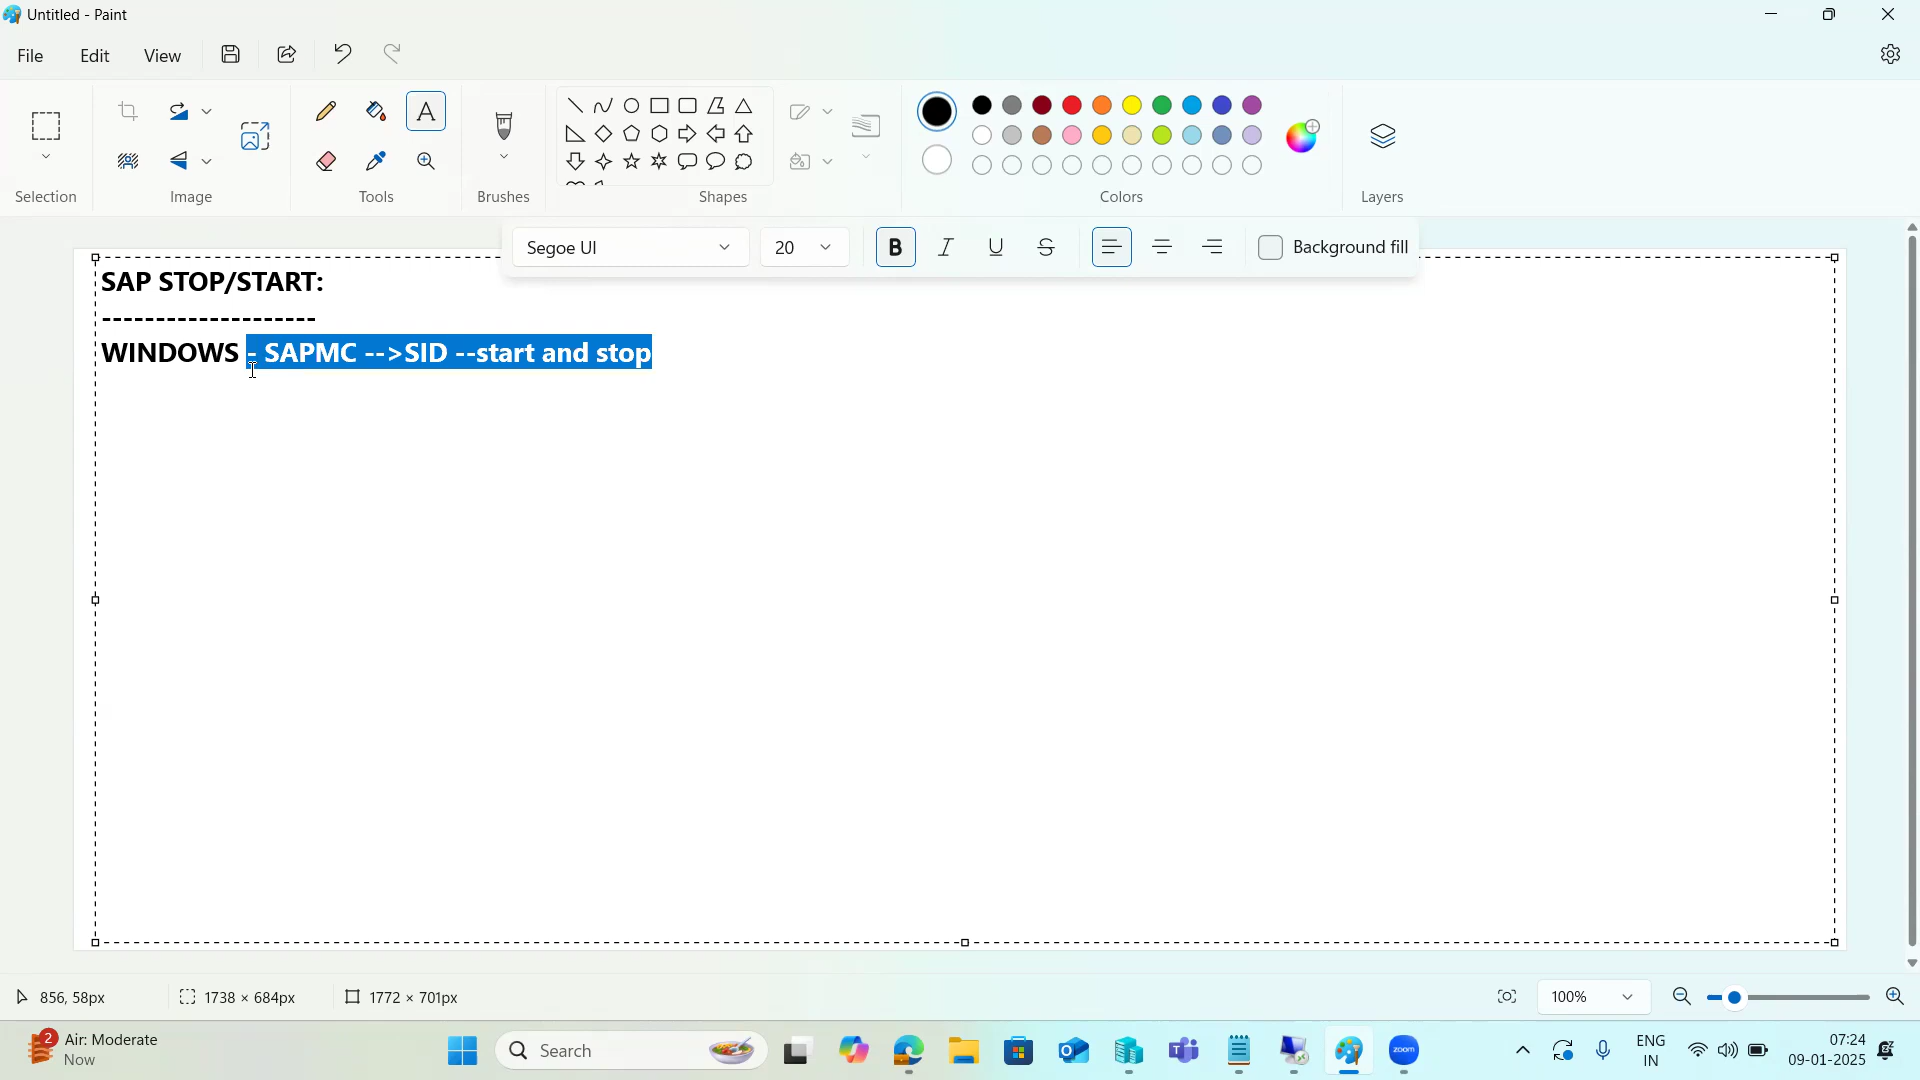 Untitled - Paint
File
Edit
View
Selection
Image
Tools
Brushes
Shapes
Colors
Layers
Segoe UI
20
B
I
U
S
Background fill
SAP STOP/START:
--------------------
WINDOWS - SAPMC -->SID --start and stop
856, 58px
1738 × 684px
1772 × 701px
100%
2
Air: Moderate
Now
Search
zoom
ENG
IN
07:24
09-01-2025